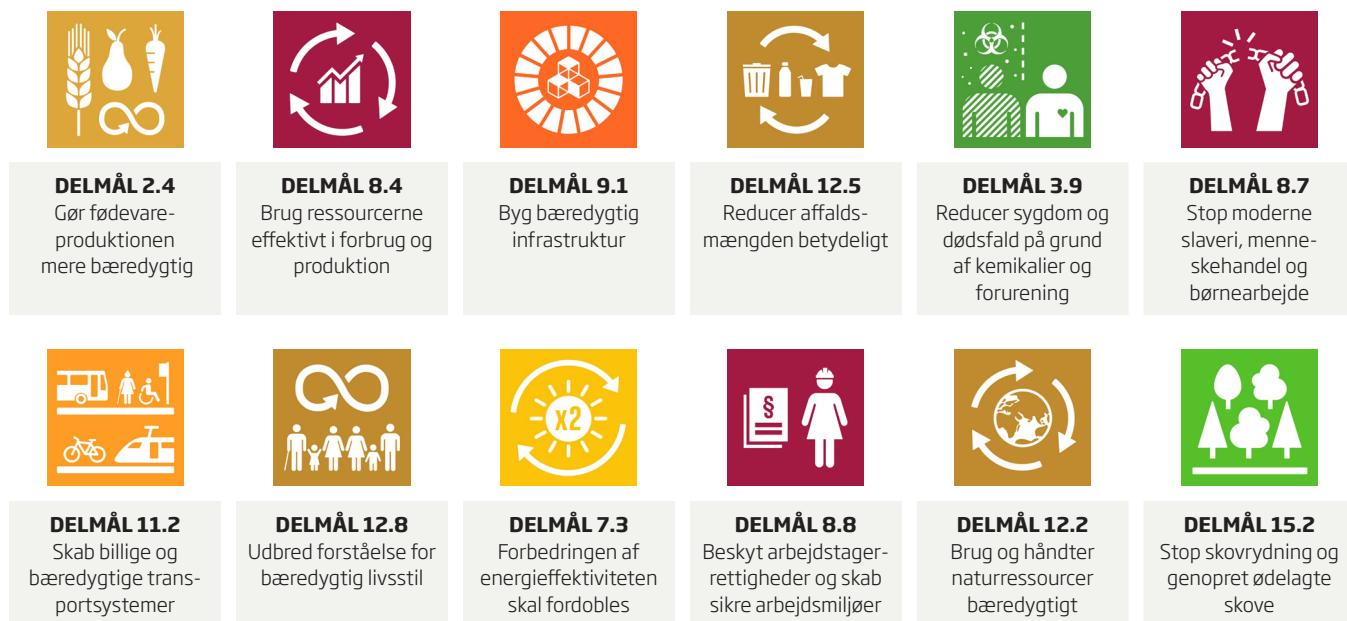 DELMÅL 2.4
Gør fødevare-
produktionen
mere bæredygtig
DELMÅL 8.4
Brug ressourcerne
effektivt i forbrug og
produktion
DELMÅL 9.1
Byg bæredygtig
infrastruktur
DELMÅL 12.5
Reducer affalds-
mængden betydeligt
DELMÅL 3.9
Reducer sygdom og
dødsfald på grund
af kemikalier og
forurening
DELMÅL 8.7
Stop moderne
slaveri, menne-
skehandel og
børnearbejde
DELMÅL 11.2
Skab billige og
bæredygtige trans-
portsystemer
DELMÅL 12.8
Udbred forståelse for
bæredygtig livsstil
X2
DELMÅL 7.3
Forbedringen af
energieffektiviteten
skal fordobles
§
DELMÅL 8.8
Beskyt arbejdstager-
rettigheder og skab
sikre arbejdsmiljøer
DELMÅL 12.2
Brug og håndter
naturressourcer
bæredygtigt
DELMÅL 15.2
Stop skovrydning og
genopret ødelagte
skove